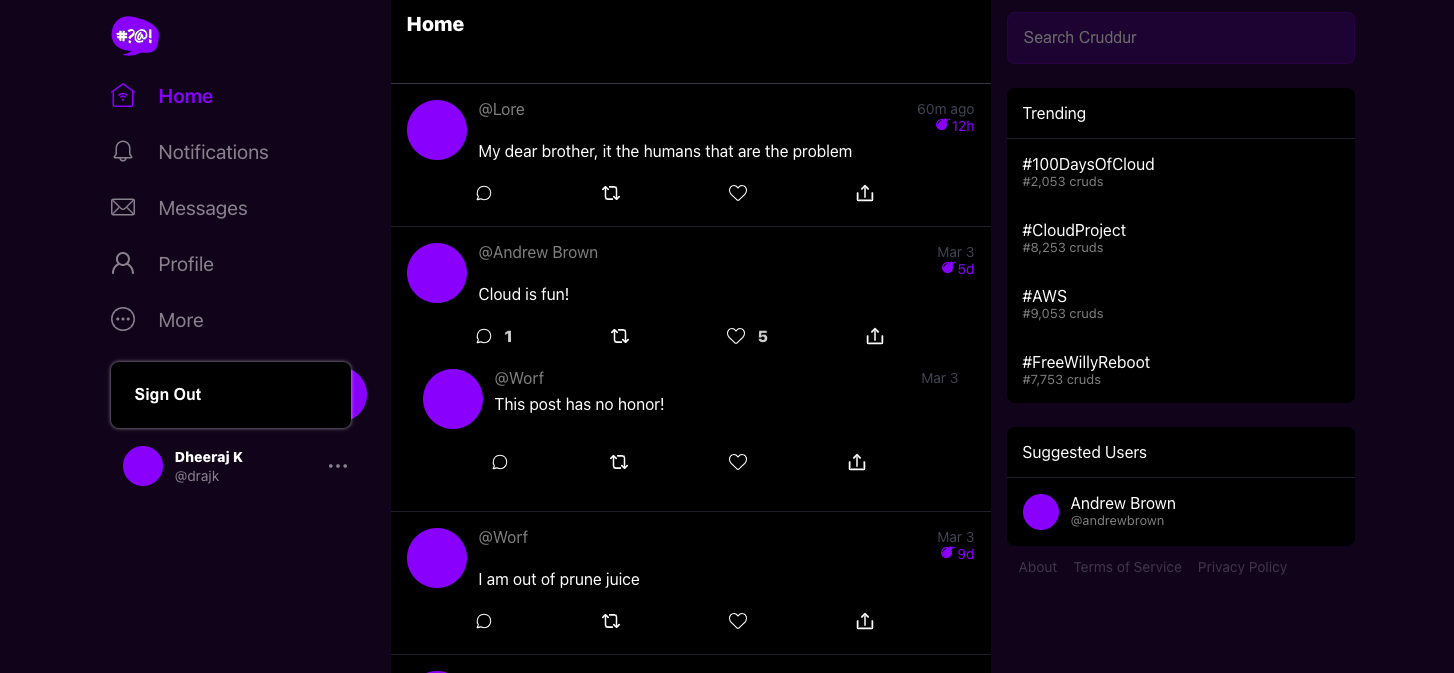 #?@!
Home
Notifications
Messages
Profile
More
Sign Out
Dheeraj K
@drajk
Home
@Lore
60m ago
12h
My dear brother, it the humans that are the problem
@Andrew Brown
Mar 3
5d
Cloud is fun!
1
5
@Worf
Mar 3
This post has no honor!
@Worf
Mar 3
9d
I am out of prune juice
Search Cruddur
Trending
#100DaysOfCloud
#2,053 cruds
#CloudProject
#8,253 cruds
#AWS
#9,053 cruds
#FreeWillyReboot
#7,753 cruds
Suggested Users
Andrew Brown
@andrewbrown
About Terms of Service Privacy Policy